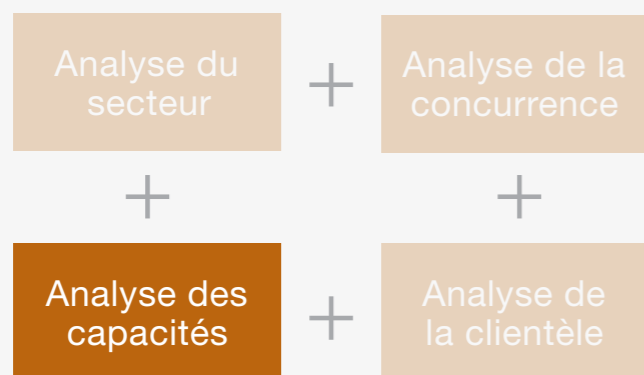 Analyse du
secteur
+
Analyse de la
concurrence
+
+
Analyse des
capacités
+
Analyse de
la clientèle